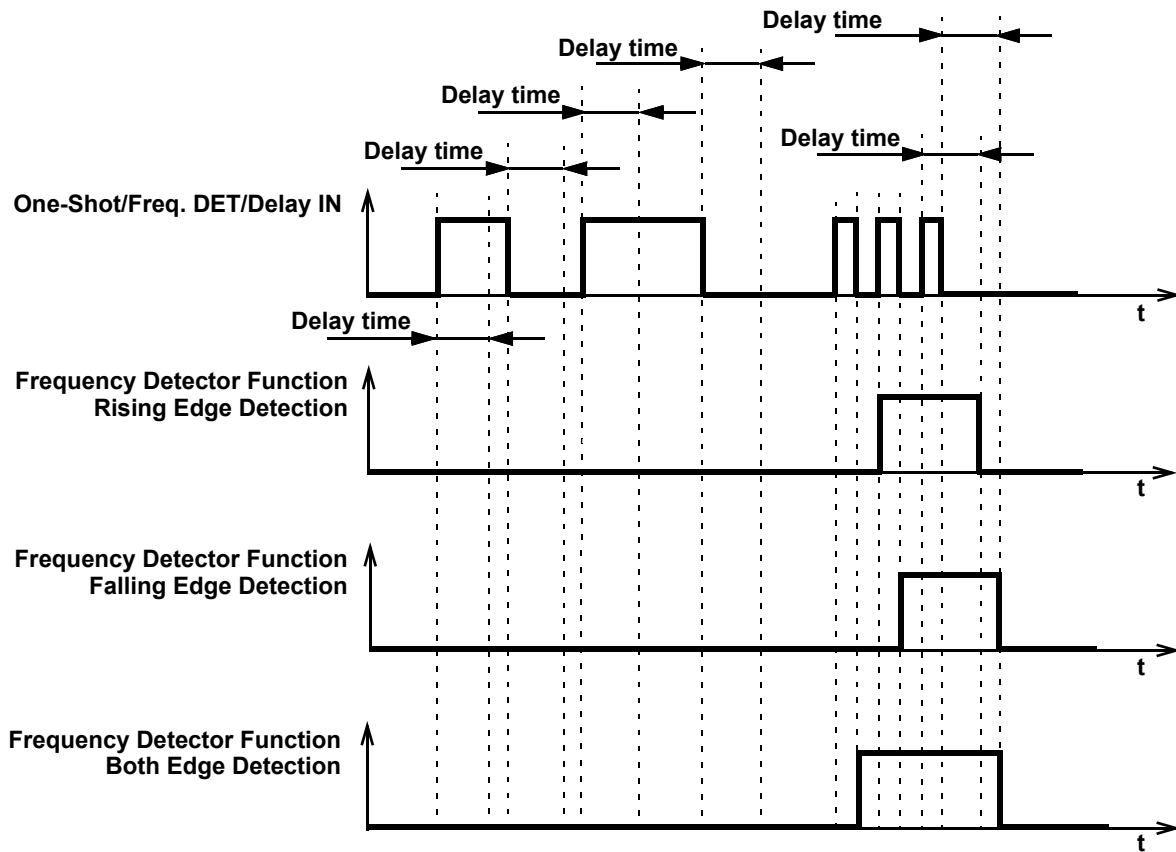 Delay time
Delay time
Delay time
Delay time
Delay time
One-Shot/Freq. DET/Delay IN
t
Delay time
Frequency Detector Function
Rising Edge Detection
t
Frequency Detector Function
Falling Edge Detection
t
Frequency Detector Function
Both Edge Detection
t